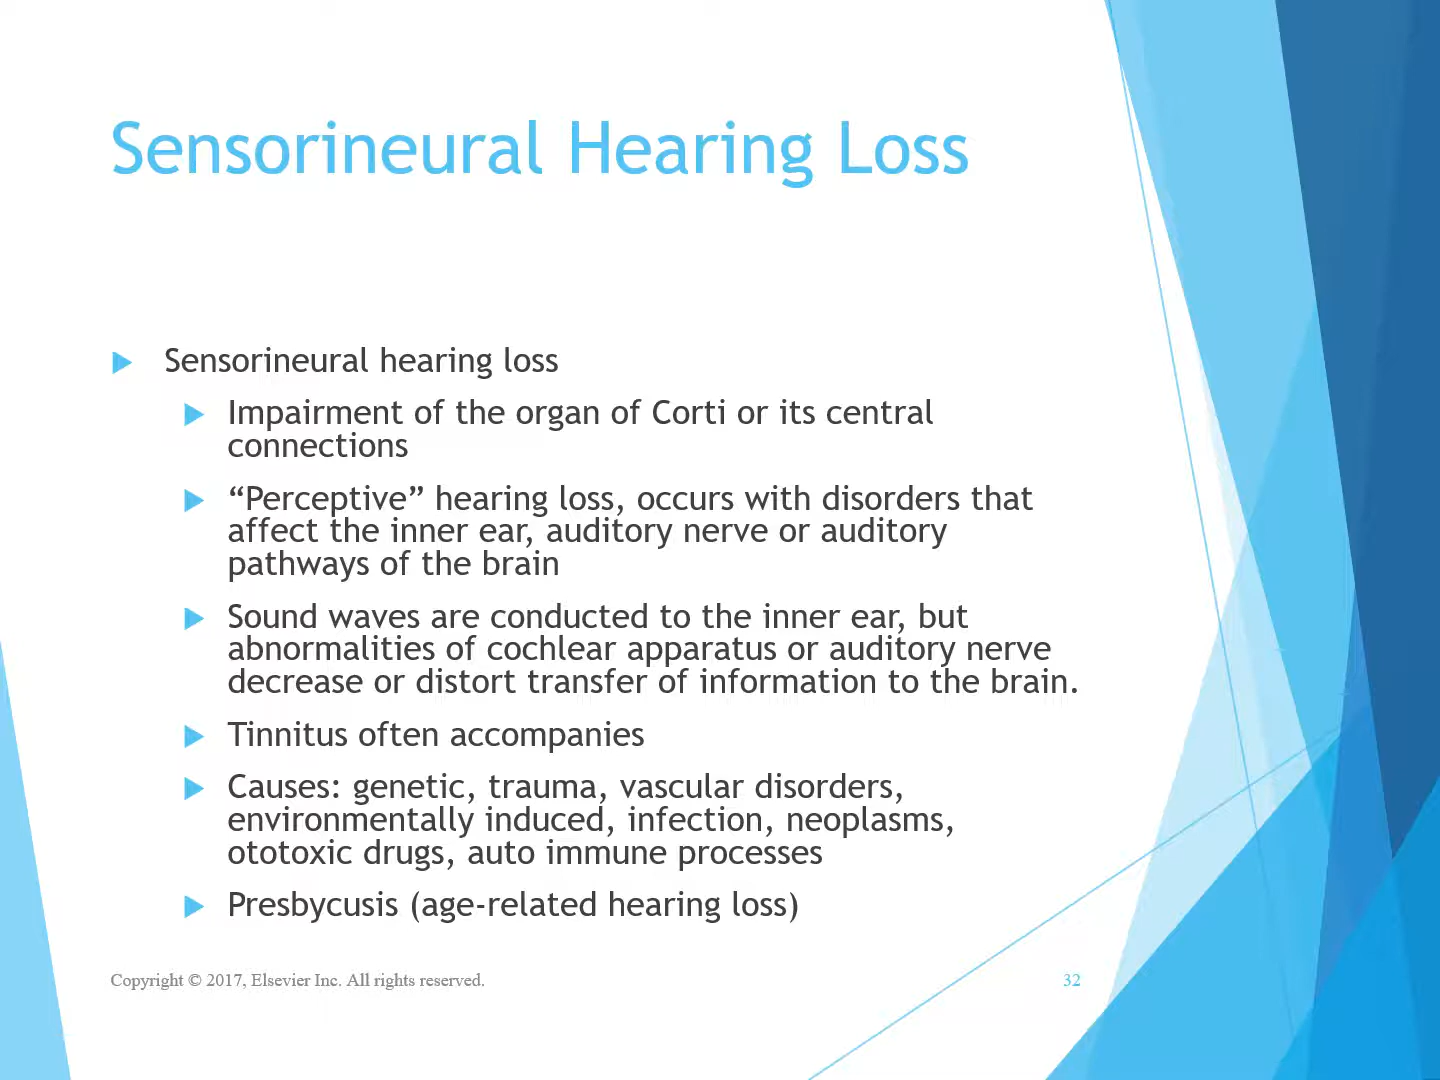 Sensorineural Hearing Loss
Sensorineural hearing loss
Impairment of the organ of Corti or its central
connections
“Perceptive” hearing loss, occurs with disorders that
affect the inner ear, auditory nerve or auditory
pathways of the brain
Sound waves are conducted to the inner ear, but
abnormalities of cochlear apparatus or auditory nerve
decrease or distort transfer of information to the brain.
Tinnitus often accompanies
Causes: genetic, trauma, vascular disorders,
environmentally induced, infection, neoplasms,
ototoxic drugs, auto immune processes
Presbycusis (age-related hearing loss)
Copyright © 2017, Elsevier Inc. All rights reserved.
32